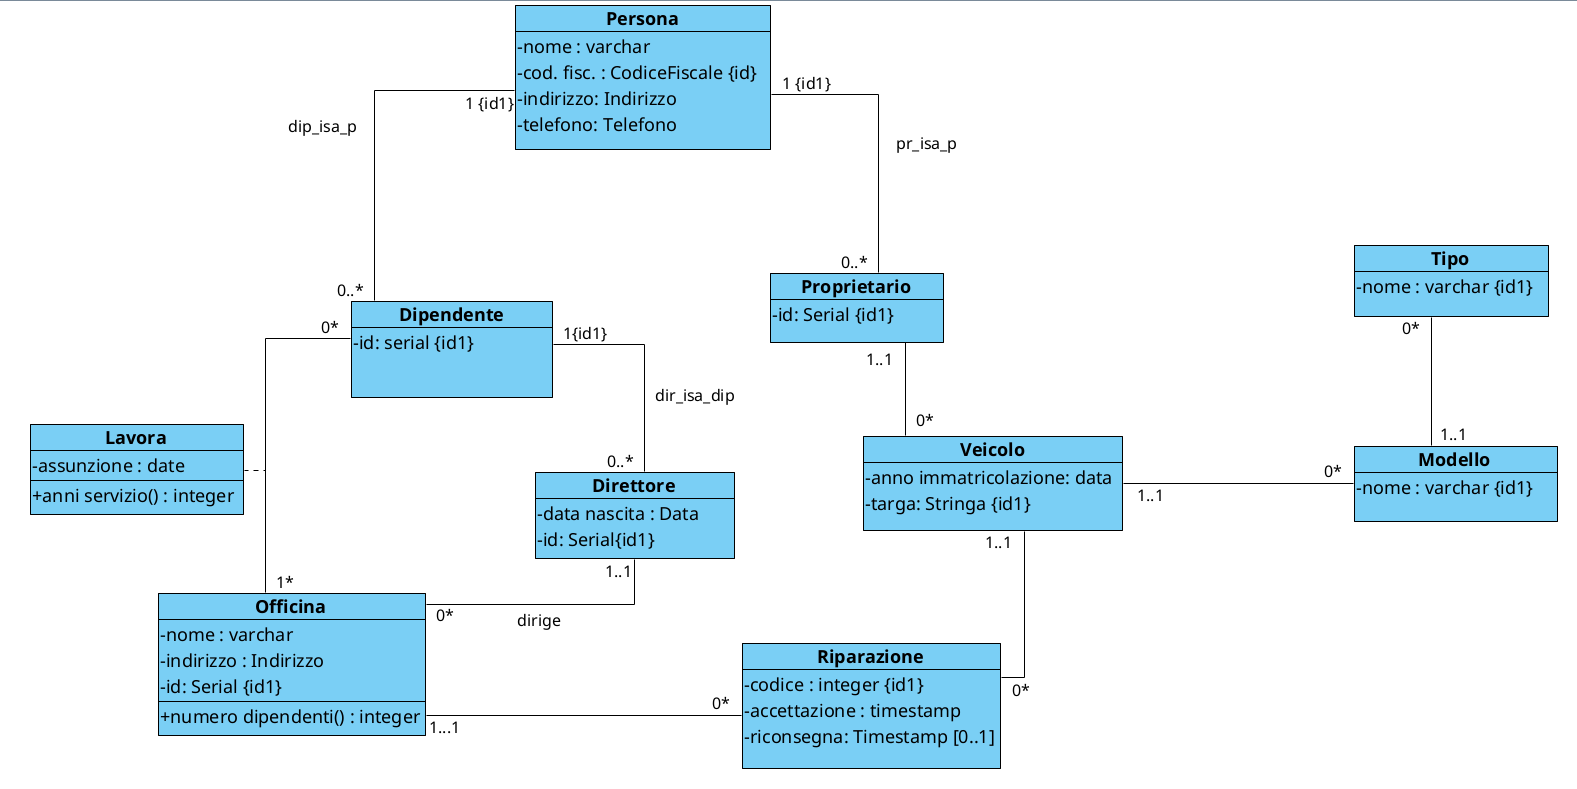 Persona
-nome : varchar
-cod. fisc. : CodiceFiscale {id}
-indirizzo: Indirizzo
-telefono: Telefono
1 {id1}
1 {id1}
dip_isa_p
pr_isa_p
0..*
0..*
Dipendente
-id: serial {id1}
0*
1{id1}
dir_isa_dip
Proprietario
-id: Serial {id1}
1..1
0*
Tipo
-nome : varchar {id1}
0*
1..1
Lavora
-assunzione : date
+anni servizio() : integer
0..*
Direttore
-data nascita : Data
-id: Serial{id1}
1..1
Veicolo
-anno immatricolazione: data
-targa: Stringa {id1}
1..1
0*
Modello
-nome : varchar {id1}
1..1
1*
Officina
-nome : varchar
-indirizzo : Indirizzo
-id: Serial {id1}
+numero dipendenti() : integer
0*
dirige
1...1
0*
Riparazione
-codice : integer {id1}
-accettazione : timestamp
-riconsegna: Timestamp [0..1]
0*